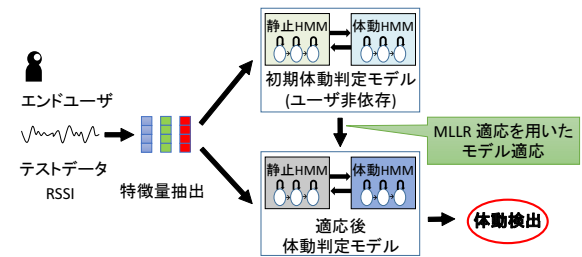 エンドユーザ
テストデータ
RSSI
特徴量抽出
静止HMM
体動HMM
初期体動判定モデル
(ユーザ非依存)
MLLR 適応を用いた
モデル適応
静止HMM
体動HMM
適応後
体動判定モデル
体動検出